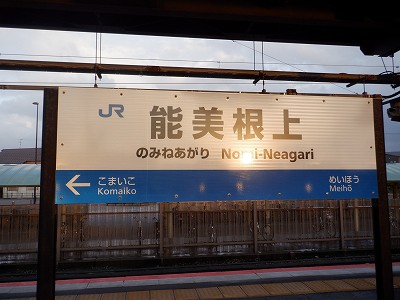 JR
能美根上
のみねあがり Nomi-Neagari
← こまいこ
Komaiko
めいほう
Meihō